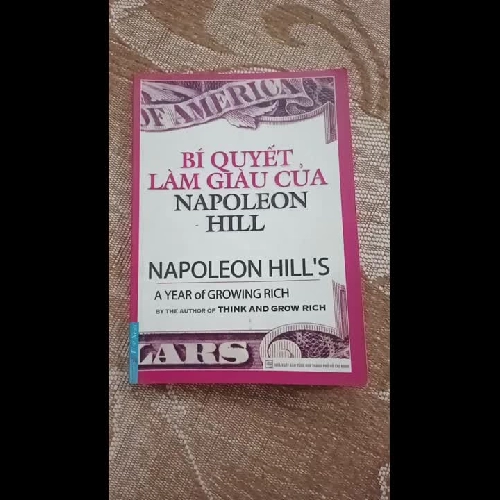 OF AMERICA
BÍ QUYẾT
LÀM GIÀU CỦA
NAPOLEON
HILL
NAPOLEON HILL'S
A YEAR of GROWING RICH
BY THE AUTHOR OF THINK AND GROW RICH
LARS